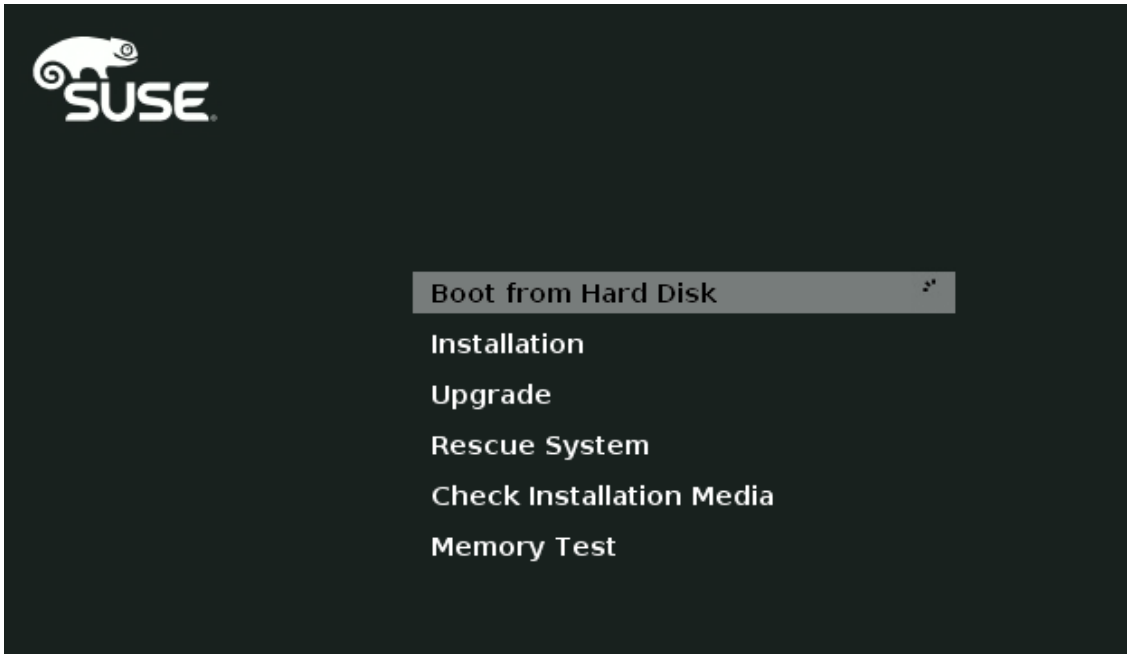 SUSE®
Boot from Hard Disk
Installation
Upgrade
Rescue System
Check Installation Media
Memory Test